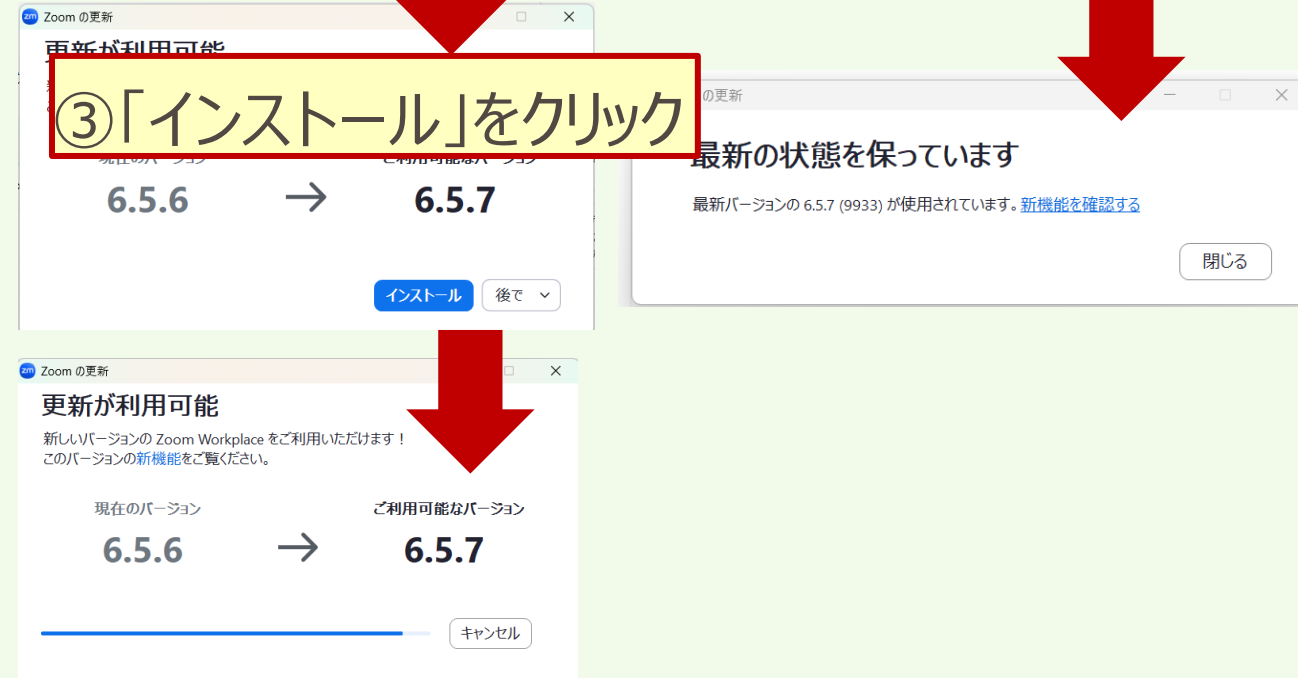 zm Zoom の更新
更新が利用可能
③「インストール」をクリック
現在のバージョン
ご利用可能なバージョン
6.5.6
→
6.5.7
インストール
後で
の更新
最新の状態を保っています
最新バージョンの 6.5.7 (9933) が使用されています。新機能を確認する
閉じる
zm Zoom の更新
更新が利用可能
新しいバージョンの Zoom Workplace をご利用いただけます！
このバージョンの新機能をご覧ください。
現在のバージョン
ご利用可能なバージョン
6.5.6
→
6.5.7
キャンセル